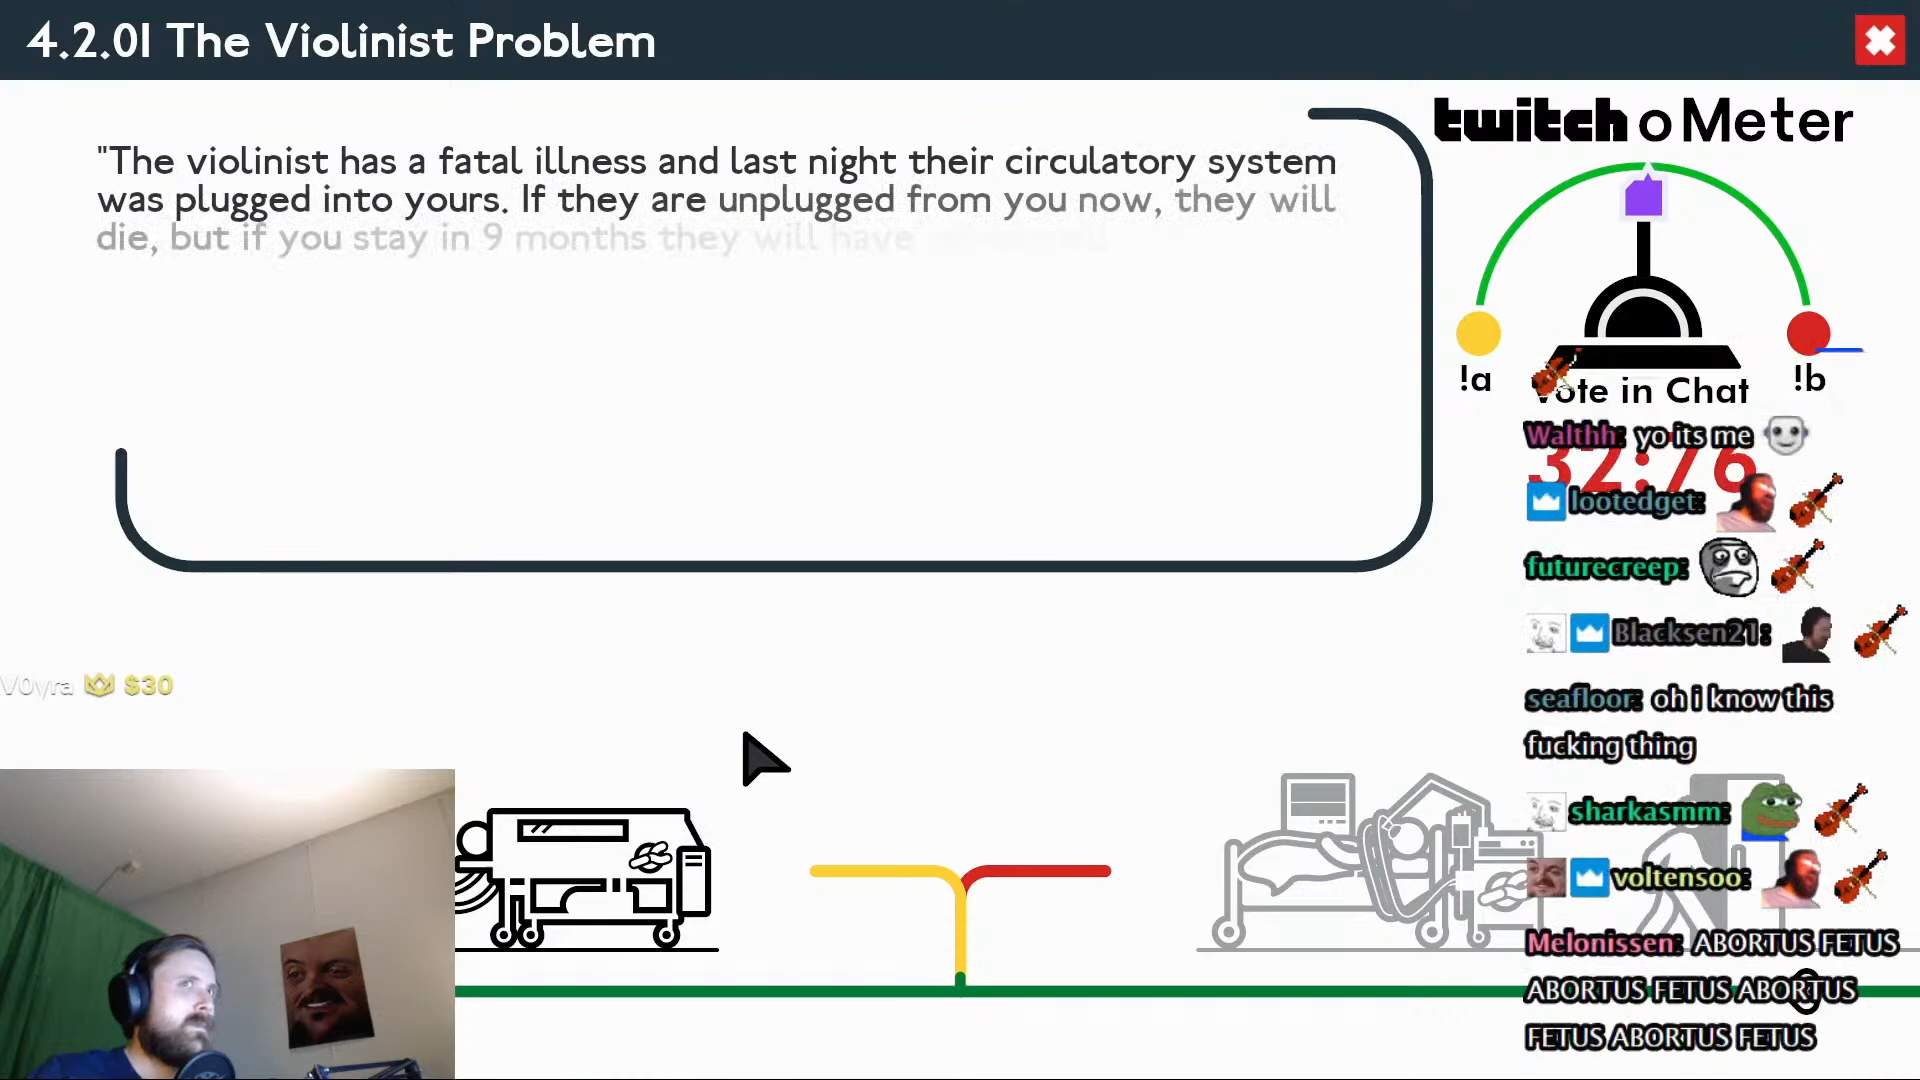 4.2.01 The Violinist Problem
"The violinist has a fatal illness and last night their circulatory system
was plugged into yours. If they are unplugged from you now, they will
die, but if you stay in 9 months they will have
twitch o Meter
!a
Vote in Chat
!b
32:76
Walthh: yo its me
lootedget:
futurecreep:
Blacksen21:
seafloor: oh i know this
fucking thing
sharkasmm:
voltensoo:
Melonissen: ABORTUS FETUS
ABORTUS FETUS ABORTUS
FETUS ABORTUS FETUS
V0yra $30